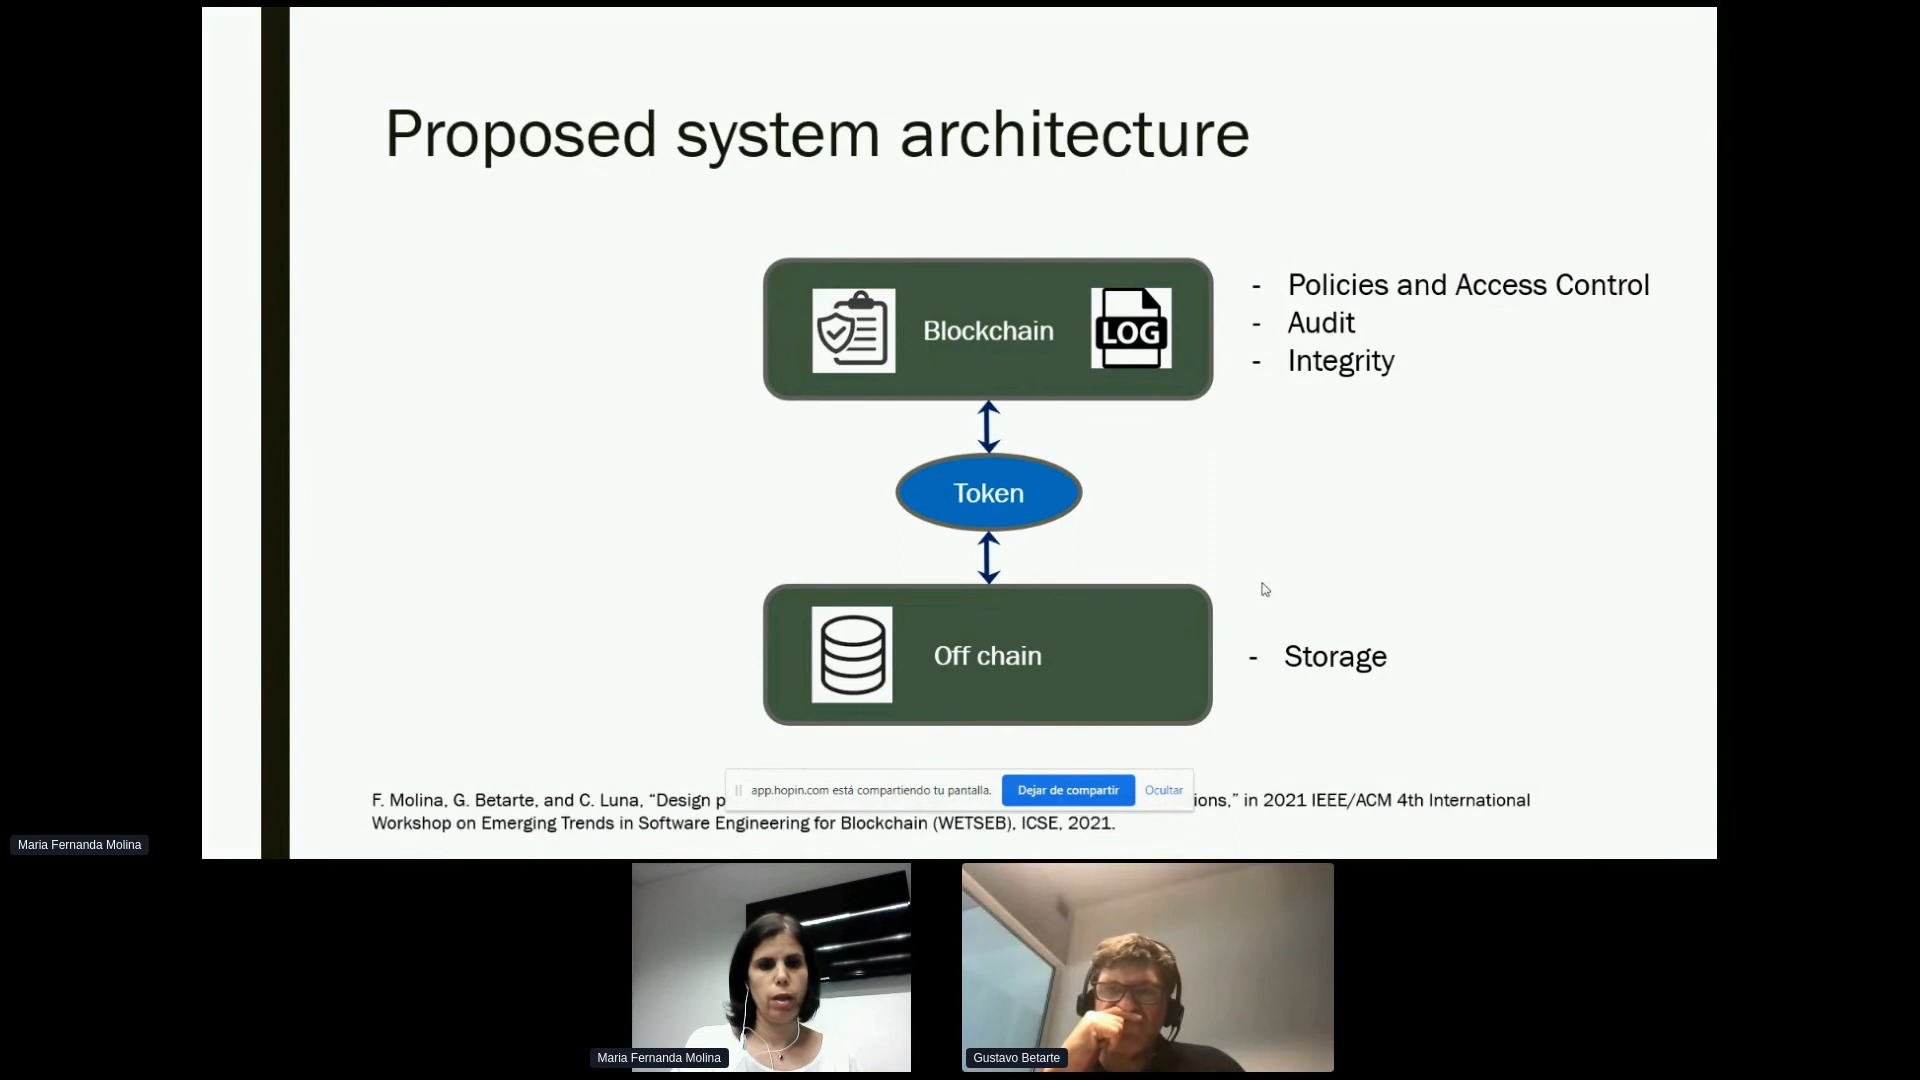 Proposed system architecture
Blockchain
LOG
- Policies and Access Control
- Audit
- Integrity
Token
Off chain
- Storage
F. Molina, G. Betarte, and C. Luna, “Design p
ions,” in 2021 IEEE/ACM 4th International
Workshop on Emerging Trends in Software Engineering for Blockchain (WETSEB), ICSE, 2021.
app.hopin.com está compartiendo tu pantalla.
Dejar de compartir
Ocultar
Maria Fernanda Molina
Maria Fernanda Molina
Gustavo Betarte